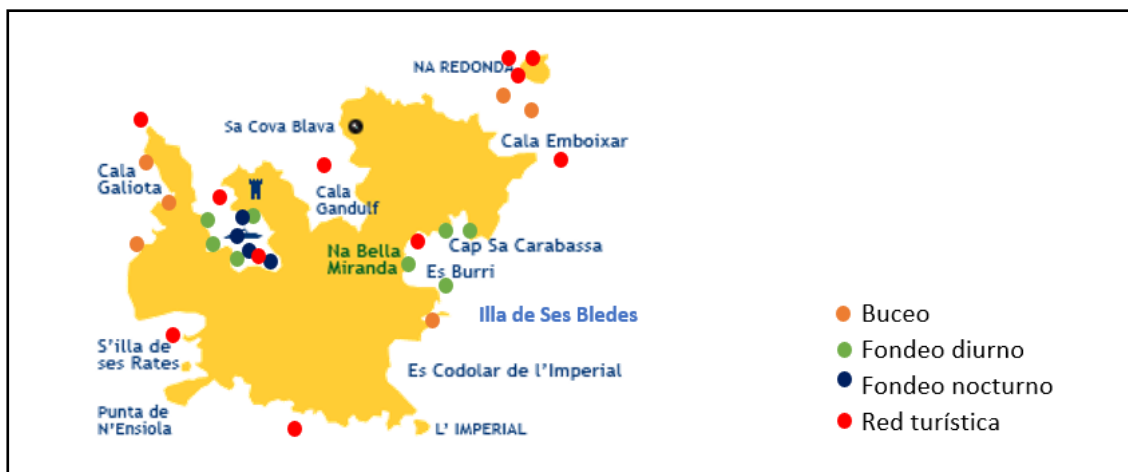 NA REDONDA
Sa Cova Blava
Cala Emboixar
Cala
Galiota
Cala
Gandulf
Na Bella
Miranda
Cap Sa Carabassa
Es Burri
Illa de Ses Bledes
S'illa de
ses Rates
Es Codolar de l'Imperial
Punta de
N'Ensiola
L' IMPERIAL
Buceo
Fondeo diurno
Fondeo nocturno
Red turística